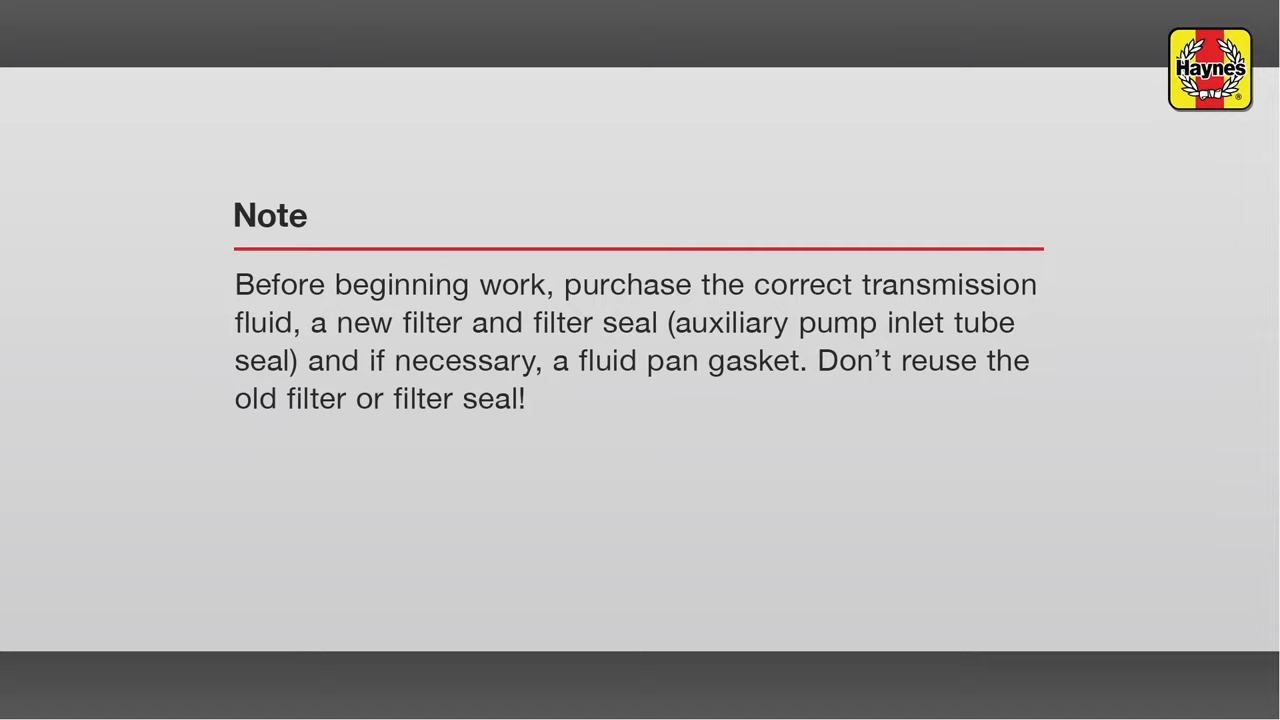 Haynes
®
Note
Before beginning work, purchase the correct transmission
fluid, a new filter and filter seal (auxiliary pump inlet tube
seal) and if necessary, a fluid pan gasket. Don’t reuse the
old filter or filter seal!